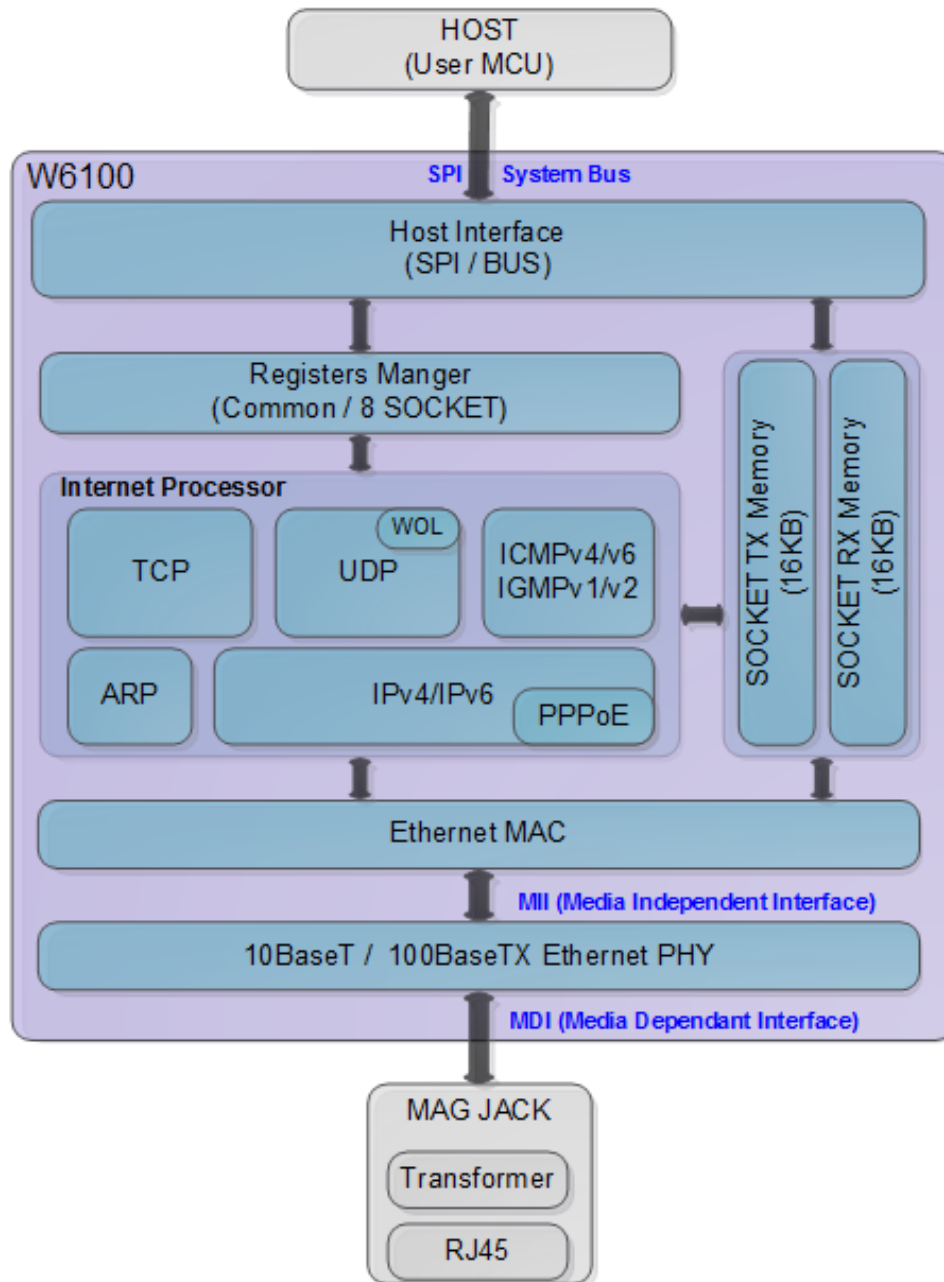 HOST
(User MCU)
W6100
SPI
System Bus
Host Interface
(SPI / BUS)
Registers Manger
(Common / 8 SOCKET)
Internet Processor
TCP
UDP
WOL
ICMPv4/v6
IGMPv1/v2
ARP
IPv4/IPv6
PPPoE
SOCKET TX Memory
(16KB)
SOCKET RX Memory
(16KB)
Ethernet MAC
MII (Media Independent Interface)
10BaseT / 100BaseTX Ethernet PHY
MDI (Media Dependant Interface)
MAG JACK
Transformer
RJ45